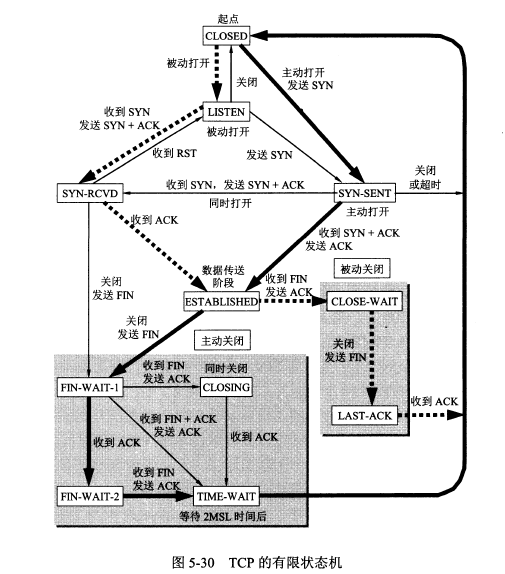 起点
CLOSED
被动打开
关闭
主动打开
发送 SYN
LISTEN
被动打开
收到 SYN
发送 SYN + ACK
收到 RST
发送 SYN
SYN-RCVD
收到 SYN，发送 SYN + ACK
同时打开
SYN-SENT
主动打开
关闭
或超时
收到 ACK
收到 SYN + ACK
发送 ACK
数据传送
阶段
ESTABLISHED
收到 FIN
发送 ACK
被动关闭
CLOSE-WAIT
关闭
发送 FIN
关闭
发送 FIN
主动关闭
关闭
发送 FIN
LAST-ACK
收到 ACK
FIN-WAIT-1
收到 FIN
发送 ACK
同时关闭
CLOSING
收到 ACK
收到 FIN + ACK
发送 ACK
收到 ACK
FIN-WAIT-2
收到 FIN
发送 ACK
TIME-WAIT
等待 2MSL 时间后
图 5-30 TCP 的有限状态机